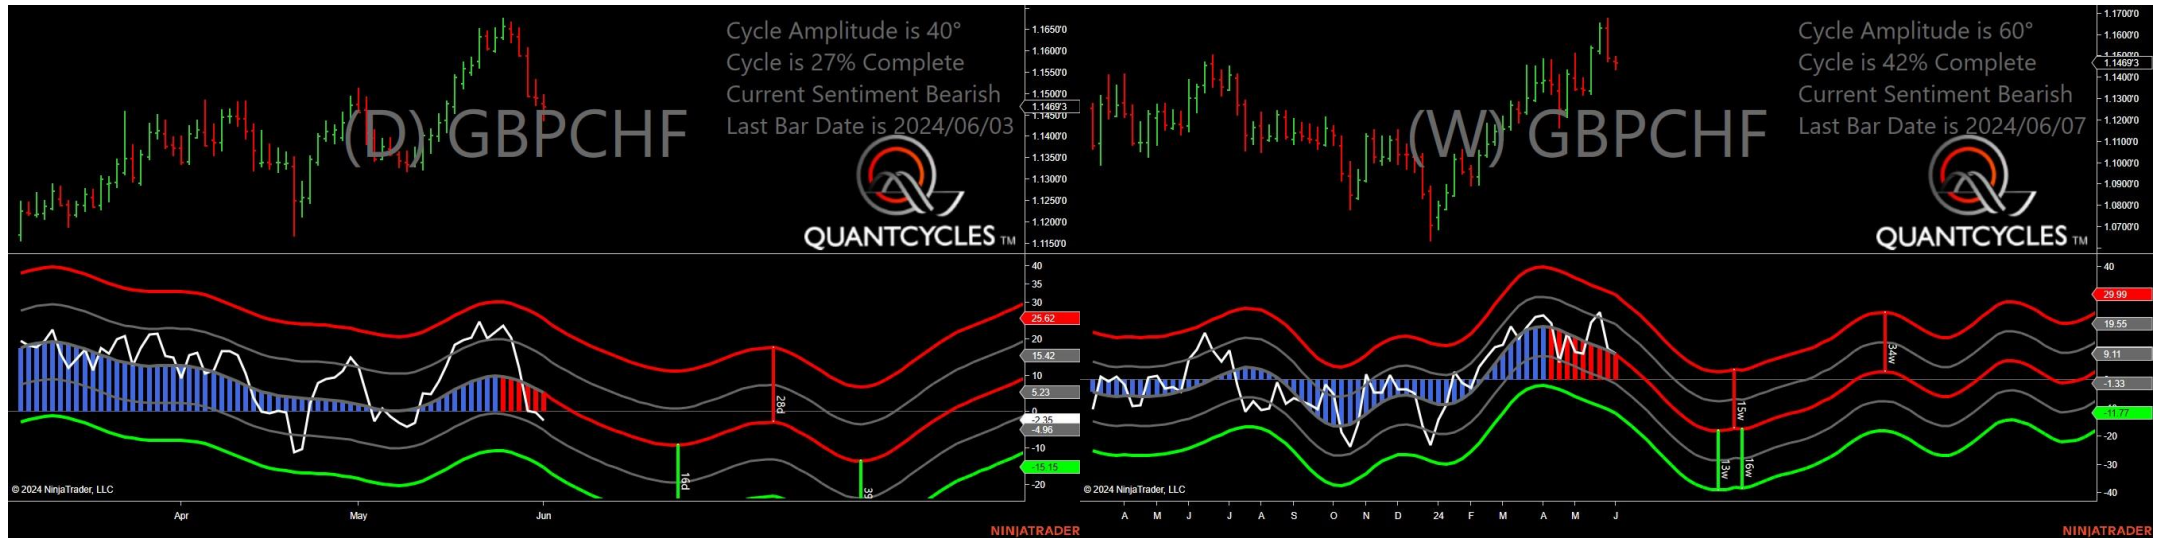 Cycle Amplitude is 40°
Cycle is 27% Complete
Current Sentiment Bearish
Last Bar Date is 2024/06/03
(D) GBPCHF
QUANTCYCLES TM
1.1650'0
1.1600'0
1.1550'0
1.1500'0
1.1469'3
1.1400'0
1.1350'0
1.1300'0
1.1250'0
1.1200'0
1.1150'0
40
35
30
25.62
20
15.42
10
5.23
0
-2.35
-4.96
-10
-15.15
-20
28d
16d
39
© 2024 NinjaTrader, LLC
Apr
May
Jun
NINJATRADER
Cycle Amplitude is 60°
Cycle is 42% Complete
Current Sentiment Bearish
Last Bar Date is 2024/06/07
(W) GBPCHF
QUANTCYCLES TM
1.1700'0
1.1600'0
1.1500'0
1.1469'3
1.1400'0
1.1300'0
1.1200'0
1.1100'0
1.1000'0
1.0900'0
1.0800'0
1.0700'0
40
29.99
19.55
9.11
-1.33
-11.77
-20
-30
-40
34w
15w
13w
16w
© 2024 NinjaTrader, LLC
A M J J A S O N D 24 F M A M J
NINJATRADER